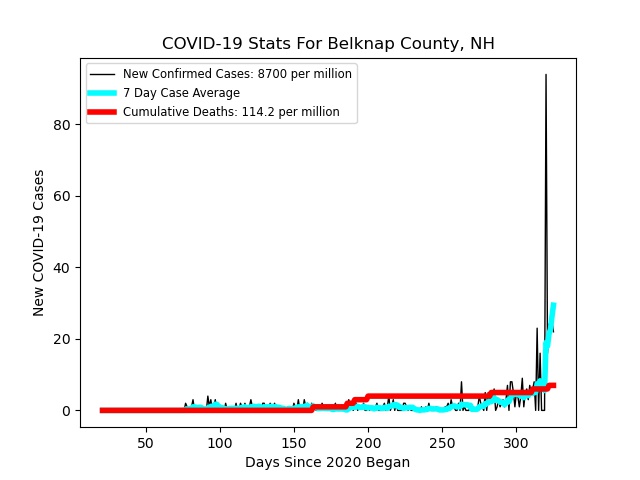 COVID-19 Stats For Belknap County, NH
New Confirmed Cases: 8700 per million
7 Day Case Average
Cumulative Deaths: 114.2 per million
New COVID-19 Cases
80
60
40
20
0
50 100 150 200 250 300
Days Since 2020 Began